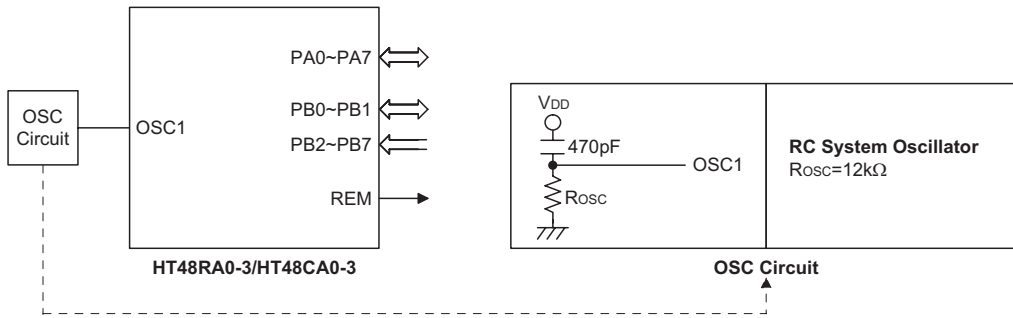 OSC
Circuit
OSC1
PA0~PA7
PB0~PB1
PB2~PB7
REM
HT48RA0-3/HT48CA0-3
VDD
470pF
OSC1
ROSC
RC System Oscillator
ROSC=12kΩ
OSC Circuit